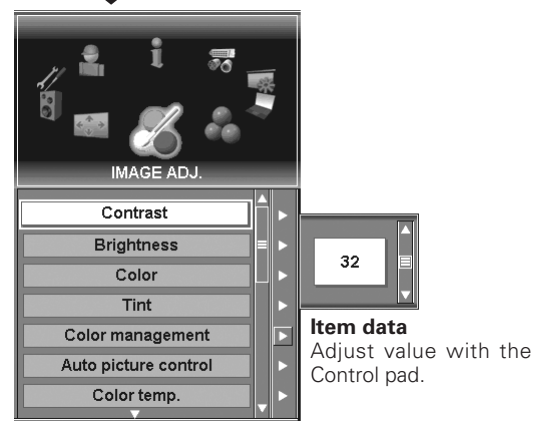 IMAGE ADJ.
Contrast
Brightness
Color
Tint
Color management
Auto picture control
Color temp.
32
Item data
Adjust value with the
Control pad.